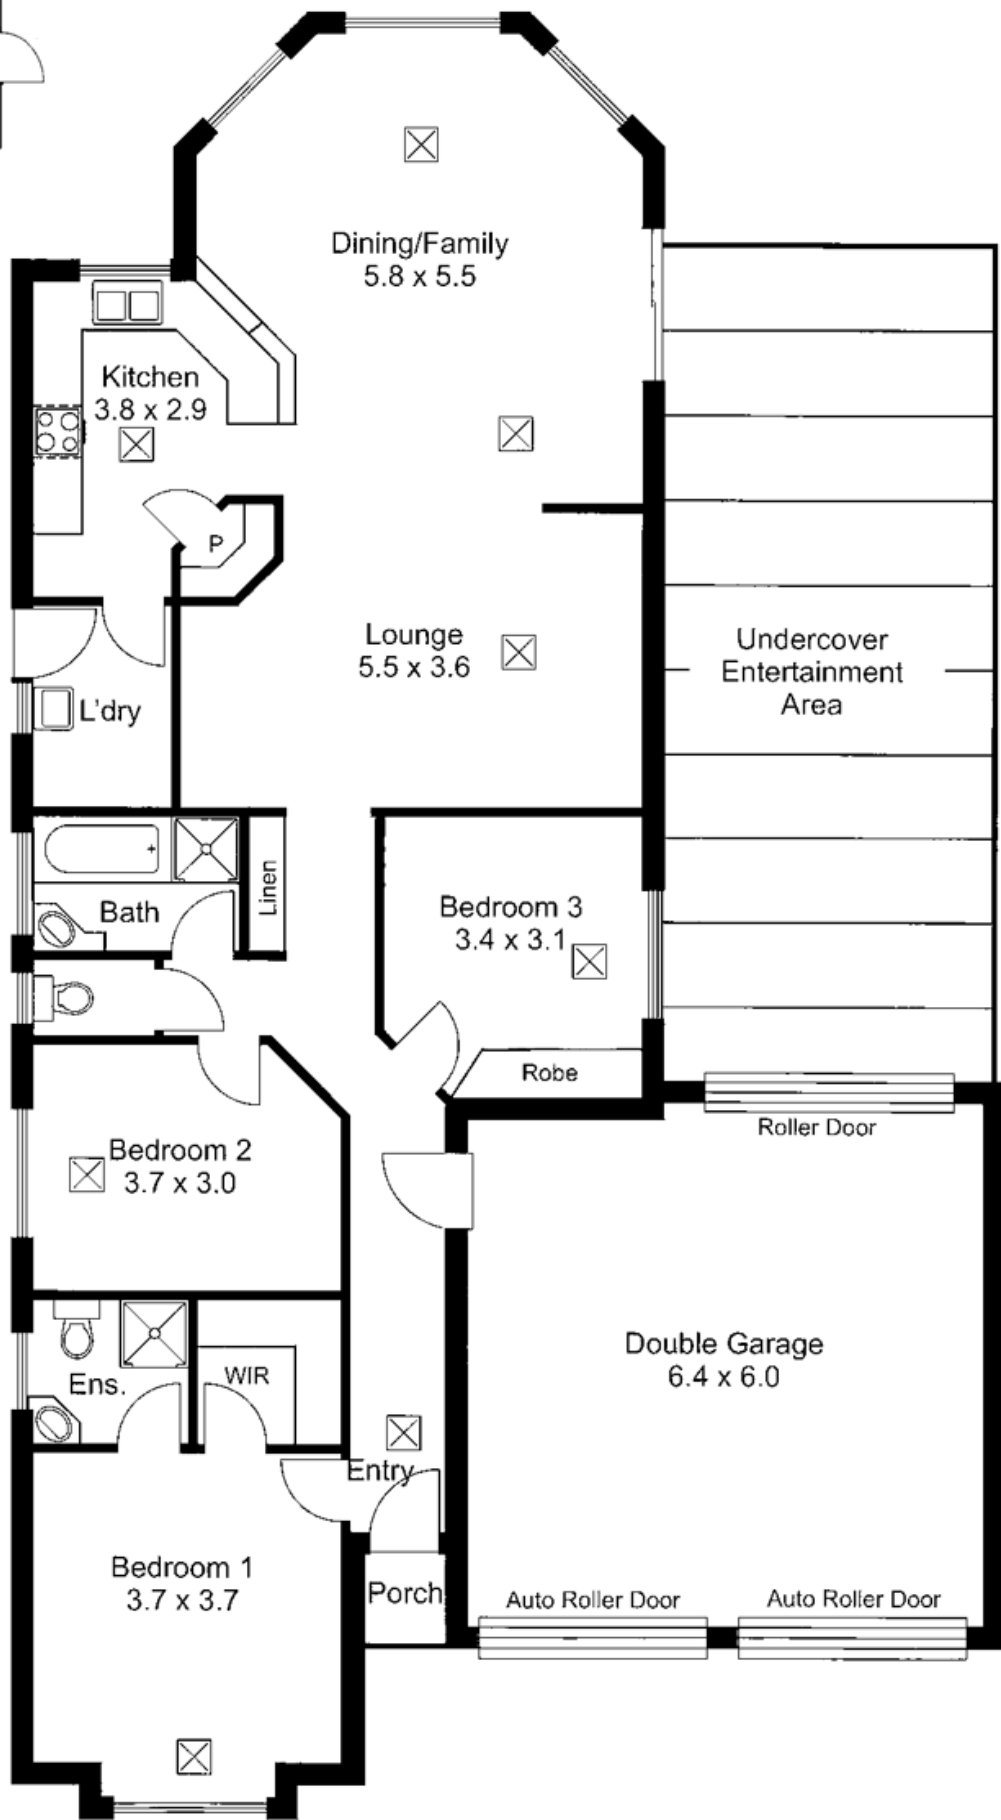 Dining/Family
5.8 x 5.5
Kitchen
3.8 x 2.9
P
Lounge
5.5 x 3.6
Undercover
Entertainment
Area
L'dry
Bath
Linen
Bedroom 3
3.4 x 3.1
Robe
Roller Door
Bedroom 2
3.7 x 3.0
Double Garage
6.4 x 6.0
Ens.
WIR
Entry
Bedroom 1
3.7 x 3.7
Porch
Auto Roller Door
Auto Roller Door